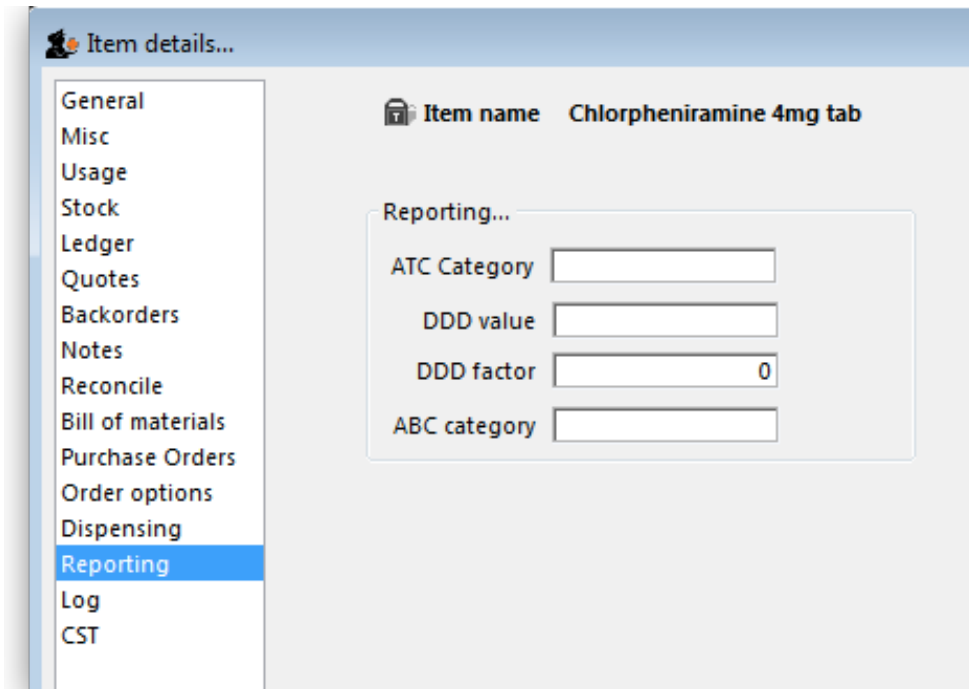 Item details...
General
Misc
Usage
Stock
Ledger
Quotes
Backorders
Notes
Reconcile
Bill of materials
Purchase Orders
Order options
Dispensing
Reporting
Log
CST
Item name Chlorpheniramine 4mg tab
Reporting...
ATC Category
DDD value
DDD factor 0
ABC category